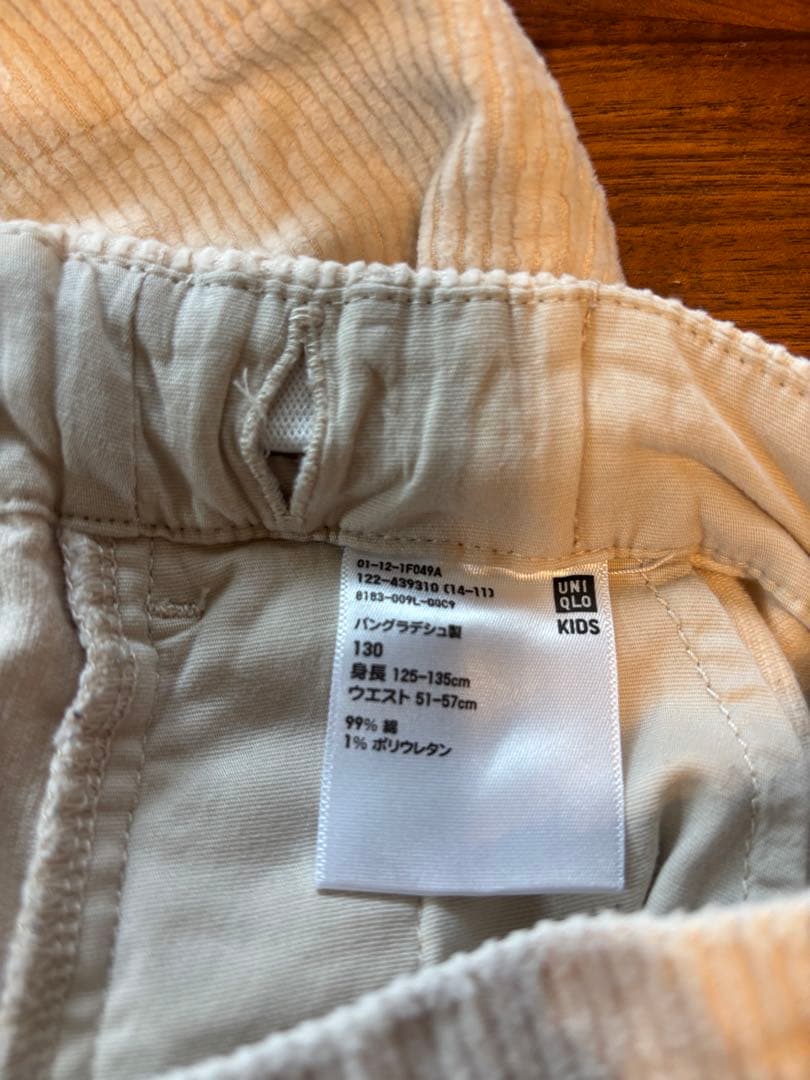 01-12-1F049A
122-439310 (14-11)
8183-009L-00C9
UNI
QLO
KIDS
バングラデシュ製
130
身長 125-135cm
ウエスト 51-57cm
99% 綿
1% ポリウレタン